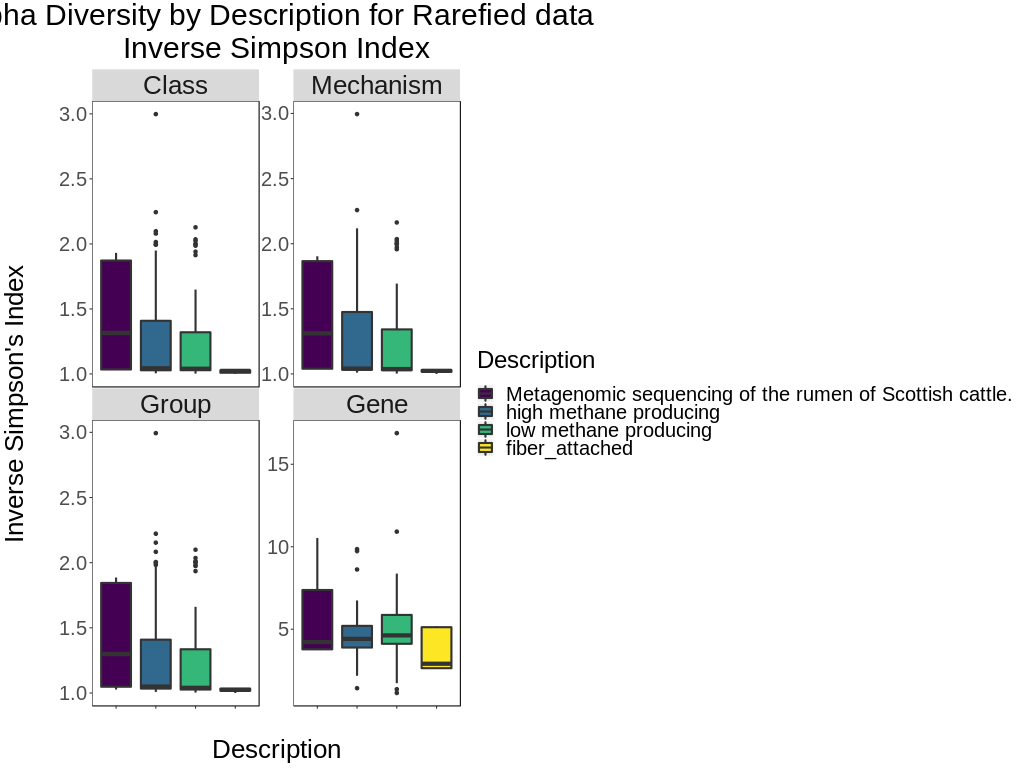 pha Diversity by Description for Rarefied data
Inverse Simpson Index
Class
Mechanism
3.0
2.5
2.0
1.5
1.0
3.0
2.5
2.0
1.5
1.0
Group
Gene
3.0
2.5
2.0
1.5
1.0
15
10
5
Inverse Simpson's Index
Description
Description
Metagenomic sequencing of the rumen of Scottish cattle.
high methane producing
low methane producing
fiber_attached